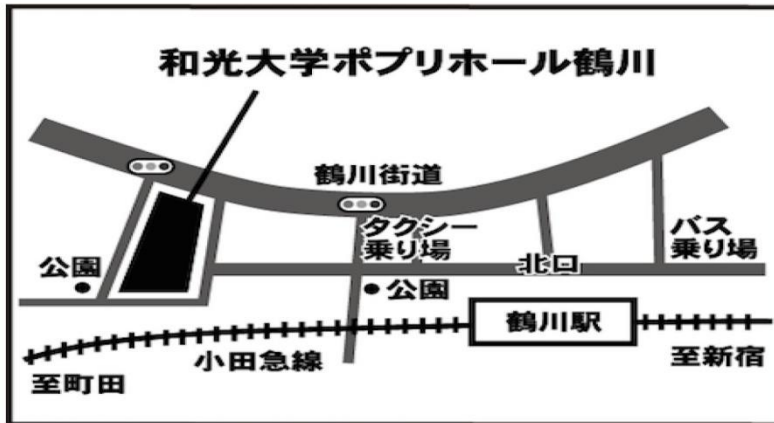 和光大学ポプリホール鶴川
鶴川街道
タクシー
乗り場
バス
乗り場
北口
公園
公園
鶴川駅
小田急線
至新宿
至町田